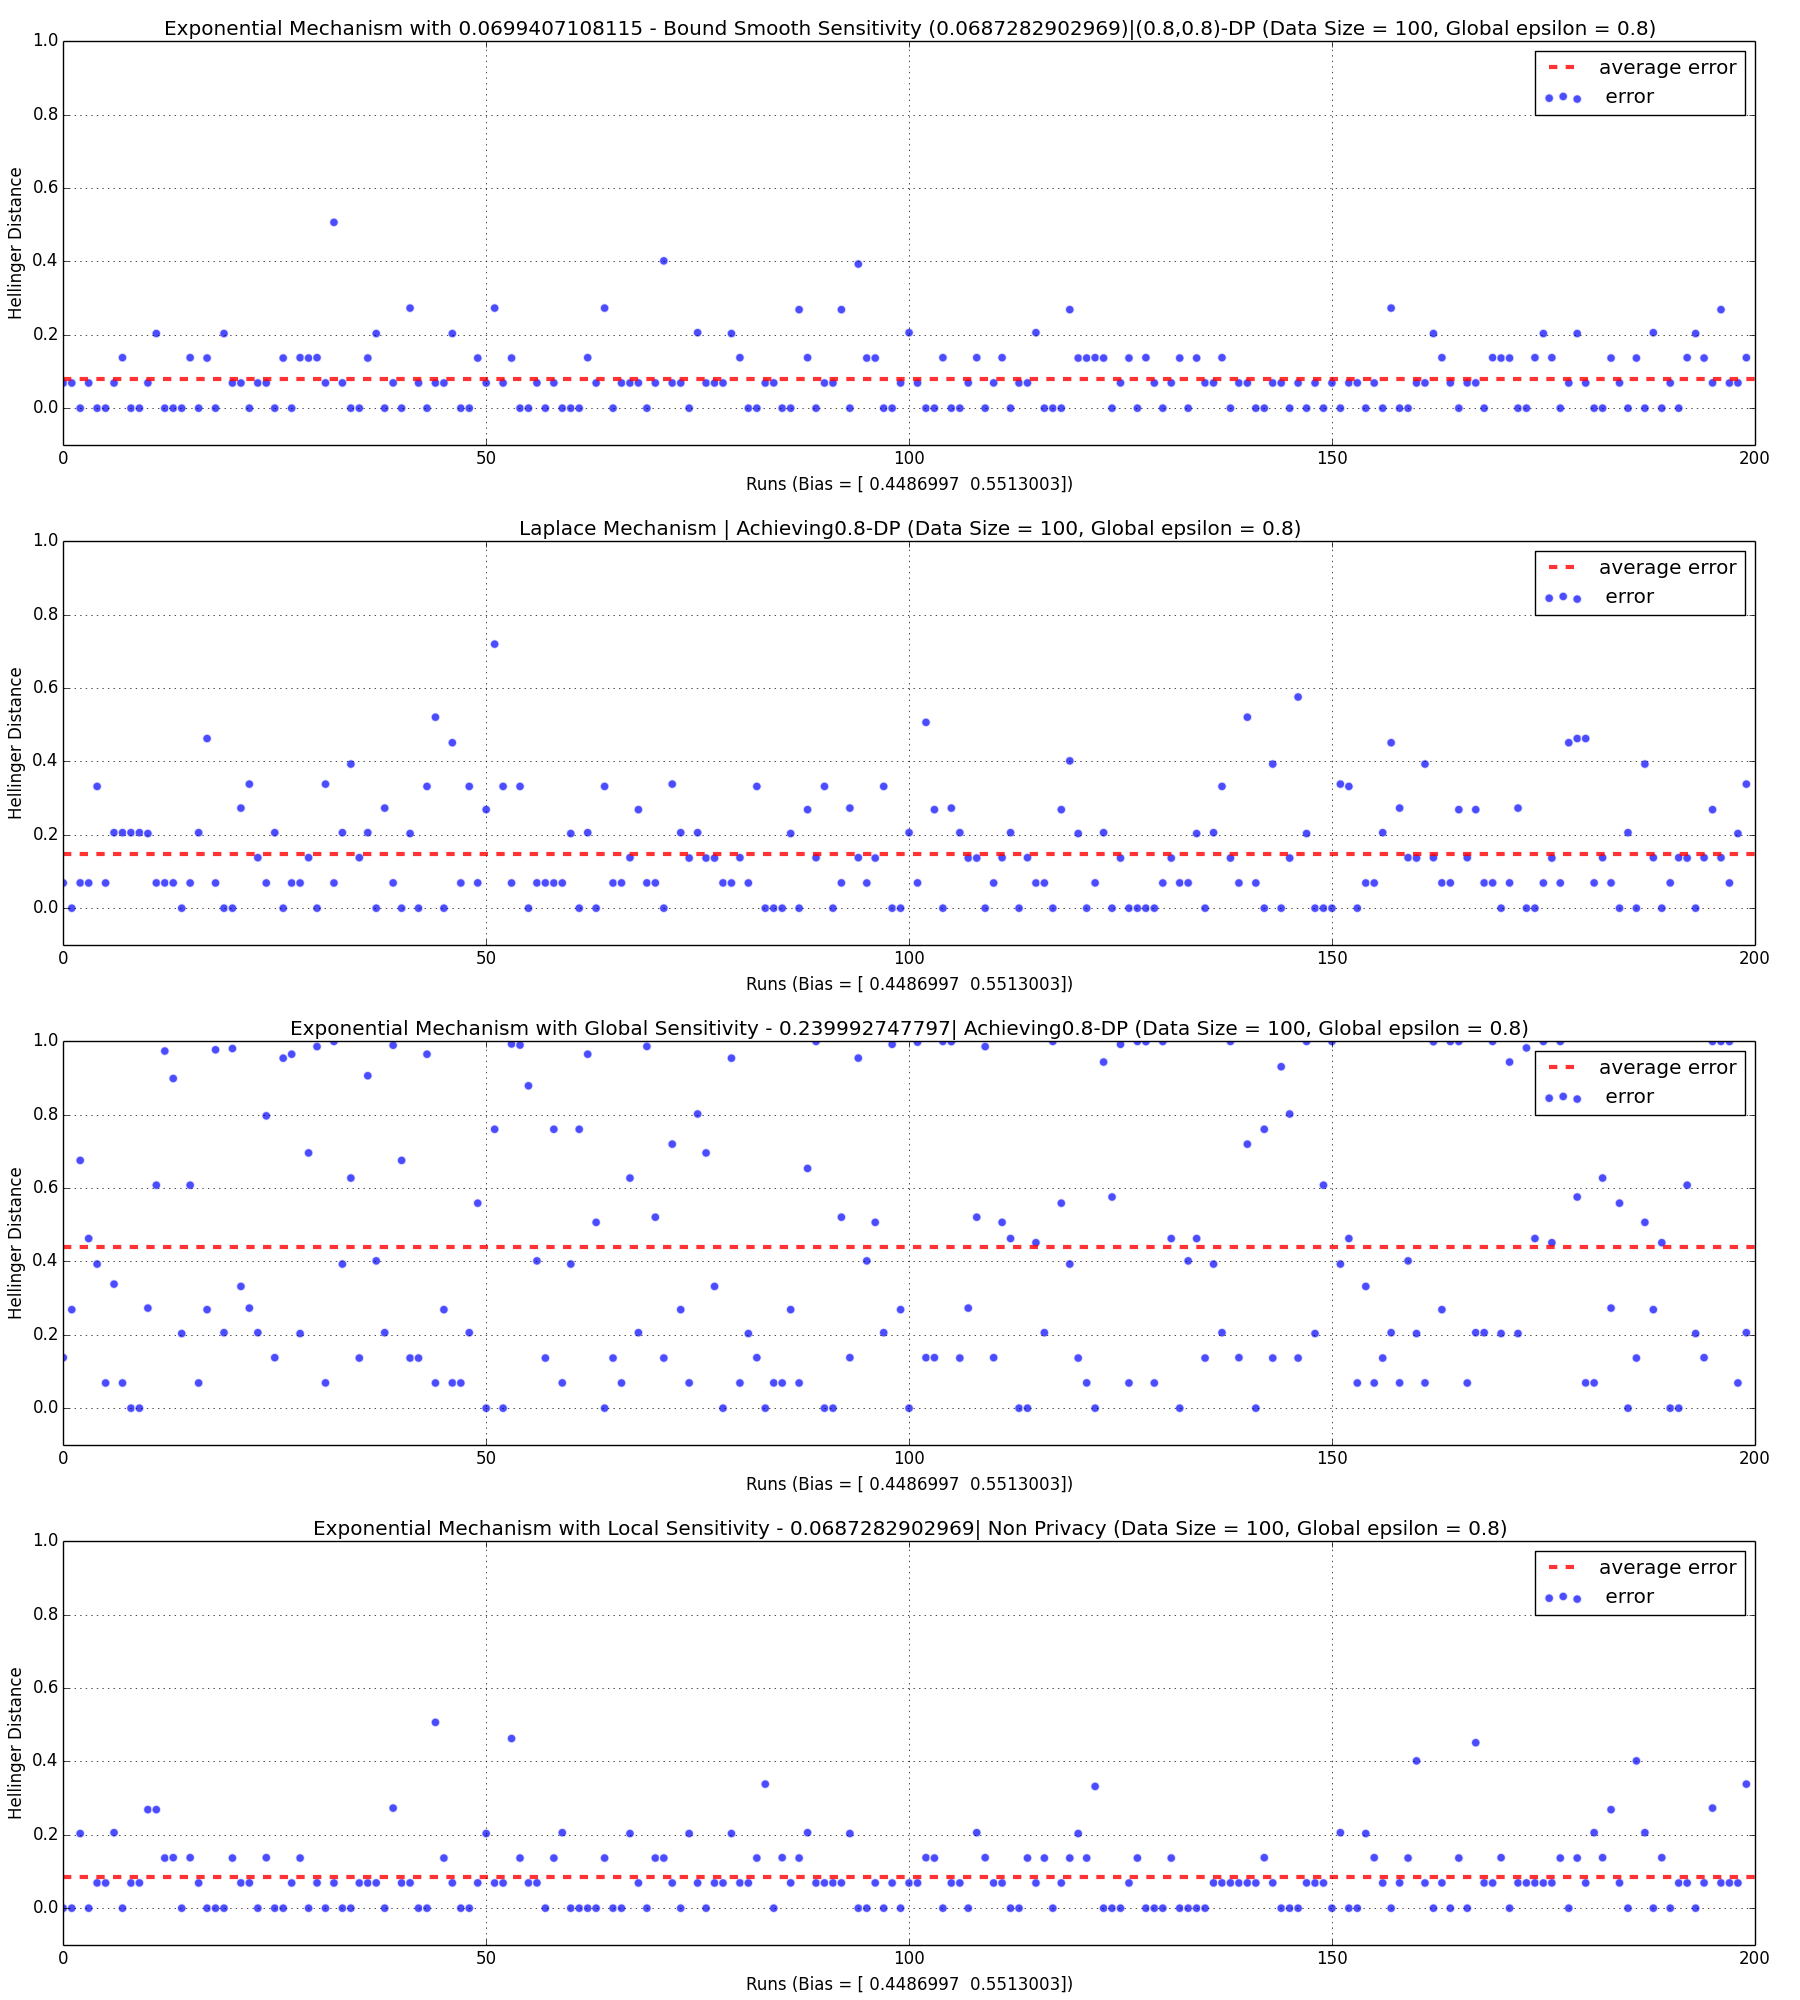 Exponential Mechanism with 0.0699407108115 - Bound Smooth Sensitivity (0.0687282902969)|(0.8,0.8)-DP (Data Size = 100, Global epsilon = 0.8)
1.0
average error
error
0.8
0.6
Hellinger Distance
0.4
0.2
0.0
0 50 100 150 200
Runs (Bias = [ 0.4486997  0.5513003])
Laplace Mechanism | Achieving0.8-DP (Data Size = 100, Global epsilon = 0.8)
1.0
average error
error
0.8
0.6
Hellinger Distance
0.4
0.2
0.0
0 50 100 150 200
Runs (Bias = [ 0.4486997  0.5513003])
Exponential Mechanism with Global Sensitivity - 0.239992747797| Achieving0.8-DP (Data Size = 100, Global epsilon = 0.8)
1.0
average error
error
0.8
0.6
Hellinger Distance
0.4
0.2
0.0
0 50 100 150 200
Runs (Bias = [ 0.4486997  0.5513003])
Exponential Mechanism with Local Sensitivity - 0.0687282902969| Non Privacy (Data Size = 100, Global epsilon = 0.8)
1.0
average error
error
0.8
0.6
Hellinger Distance
0.4
0.2
0.0
0 50 100 150 200
Runs (Bias = [ 0.4486997  0.5513003])